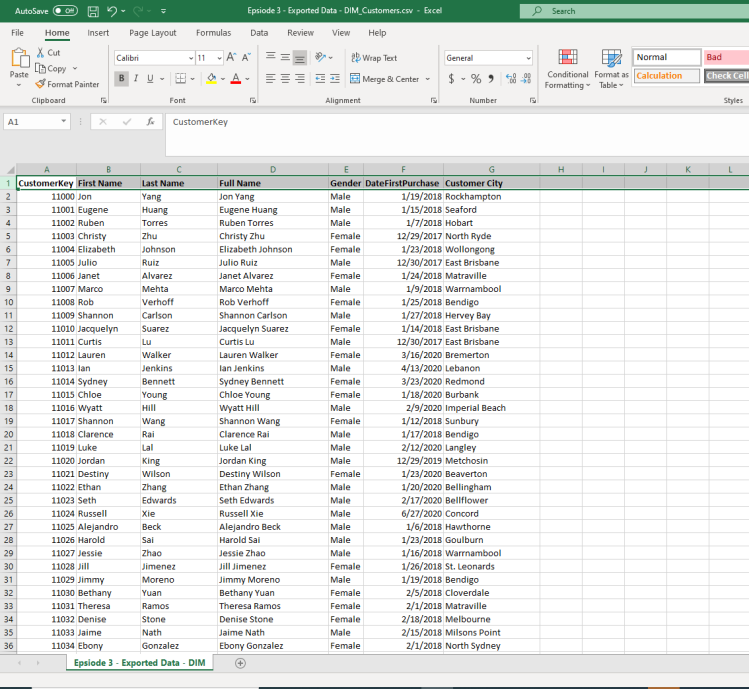 AutoSave Off Epsiode 3 - Exported Data - DIM_Customers.csv - Excel Search
File Home Insert Page Layout Formulas Data Review View Help
Cut Calibri 11 A^ A˅ Wrap Text General Normal Bad
Paste Copy B I U A Merge & Center $ % Conditional Formatting Format as Table Calculation Check Cell
Format Painter
Clipboard Font Alignment Number Styles
A1 fx CustomerKey
A B C D E F G H I J K L
1 CustomerKey First Name Last Name Full Name Gender DateFirstPurchase Customer City
2 11000 Jon Yang Jon Yang Male 1/19/2018 Rockhampton
3 11001 Eugene Huang Eugene Huang Male 1/15/2018 Seaford
4 11002 Ruben Torres Ruben Torres Male 1/7/2018 Hobart
5 11003 Christy Zhu Christy Zhu Female 12/29/2017 North Ryde
6 11004 Elizabeth Johnson Elizabeth Johnson Female 1/23/2018 Wollongong
7 11005 Julio Ruiz Julio Ruiz Male 12/30/2017 East Brisbane
8 11006 Janet Alvarez Janet Alvarez Female 1/24/2018 Matraville
9 11007 Marco Mehta Marco Mehta Male 1/9/2018 Warrnambool
10 11008 Rob Verhoff Rob Verhoff Female 1/25/2018 Bendigo
11 11009 Shannon Carlson Shannon Carlson Male 1/27/2018 Hervey Bay
12 11010 Jacquelyn Suarez Jacquelyn Suarez Female 1/14/2018 East Brisbane
13 11011 Curtis Lu Curtis Lu Male 12/30/2017 East Brisbane
14 11012 Lauren Walker Lauren Walker Female 3/16/2020 Bremerton
15 11013 Ian Jenkins Ian Jenkins Male 4/13/2020 Lebanon
16 11014 Sydney Bennett Sydney Bennett Female 3/23/2020 Redmond
17 11015 Chloe Young Chloe Young Female 1/18/2020 Burbank
18 11016 Wyatt Hill Wyatt Hill Male 2/9/2020 Imperial Beach
19 11017 Shannon Wang Shannon Wang Female 1/12/2018 Sunbury
20 11018 Clarence Rai Clarence Rai Male 1/17/2018 Bendigo
21 11019 Luke Lal Luke Lal Male 2/12/2020 Langley
22 11020 Jordan King Jordan King Male 12/29/2019 Metchosin
23 11021 Destiny Wilson Destiny Wilson Female 1/23/2020 Beaverton
24 11022 Ethan Zhang Ethan Zhang Male 1/20/2020 Bellingham
25 11023 Seth Edwards Seth Edwards Male 2/17/2020 Bellflower
26 11024 Russell Xie Russell Xie Male 6/27/2020 Concord
27 11025 Alejandro Beck Alejandro Beck Male 1/6/2018 Hawthorne
28 11026 Harold Sai Harold Sai Male 1/23/2018 Goulburn
29 11027 Jessie Zhao Jessie Zhao Male 1/16/2018 Warrnambool
30 11028 Jill Jimenez Jill Jimenez Female 1/26/2018 St. Leonards
31 11029 Jimmy Moreno Jimmy Moreno Male 1/19/2018 Bendigo
32 11030 Bethany Yuan Bethany Yuan Female 2/5/2018 Cloverdale
33 11031 Theresa Ramos Theresa Ramos Female 2/1/2018 Matraville
34 11032 Denise Stone Denise Stone Female 2/18/2018 Melbourne
35 11033 Jaime Nath Jaime Nath Male 2/15/2018 Milsons Point
36 11034 Ebony Gonzalez Ebony Gonzalez Female 2/1/2018 North Sydney
Epsiode 3 - Exported Data - DIM